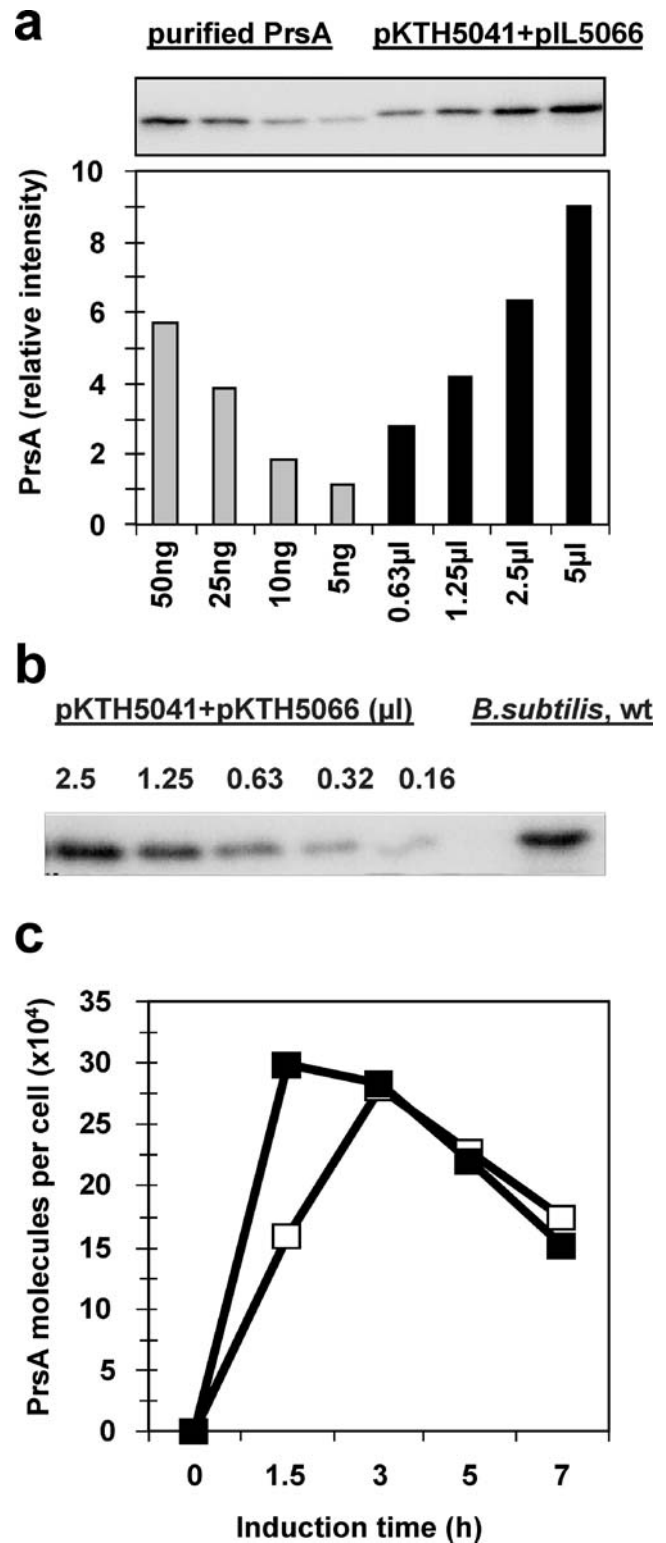 a
purified PrsA pKTH5041+pIL5066
10
8
6
4
2
0
PrsA (relative intensity)
50ng 25ng 10ng 5ng 0.63µl 1.25µl 2.5µl 5µl
b
pKTH5041+pKTH5066 (µl) B.subtilis, wt
2.5 1.25 0.63 0.32 0.16
c
35
30
25
20
15
10
5
0
PrsA molecules per cell (x10⁴)
0 1.5 3 5 7
Induction time (h)